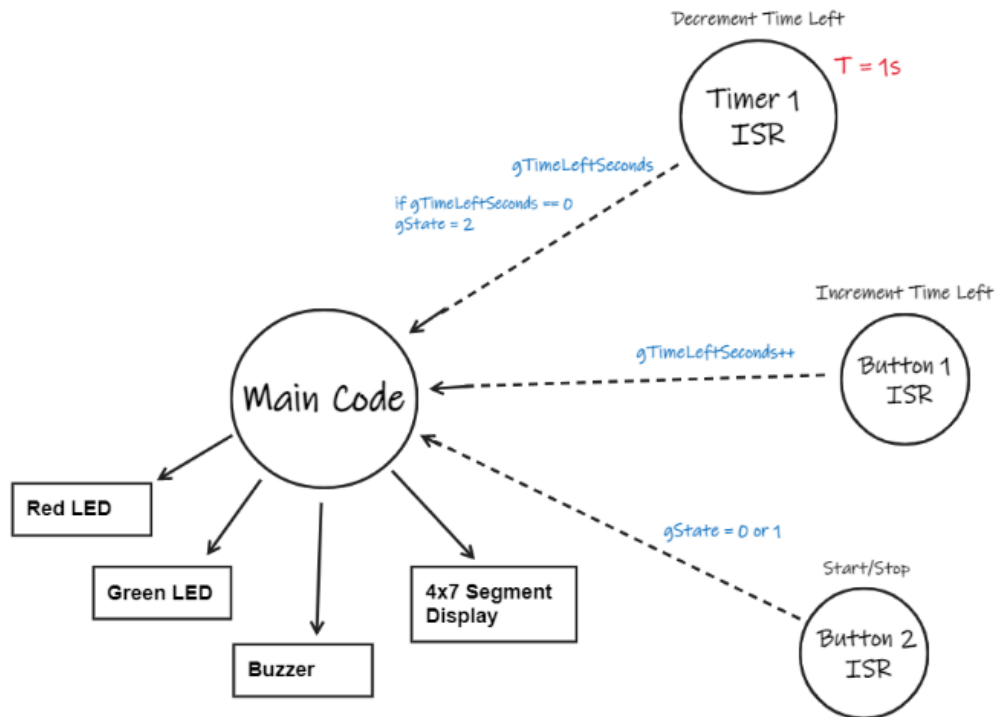 Decrement Time Left
T = 1s
Timer 1
ISR
gTimeLeftSeconds
if gTimeLeftSeconds == 0
gState = 2
Increment Time Left
gTimeLeftSeconds++
Button 1
ISR
Main Code
Red LED
Green LED
Buzzer
4x7 Segment
Display
gState = 0 or 1
Start/Stop
Button 2
ISR